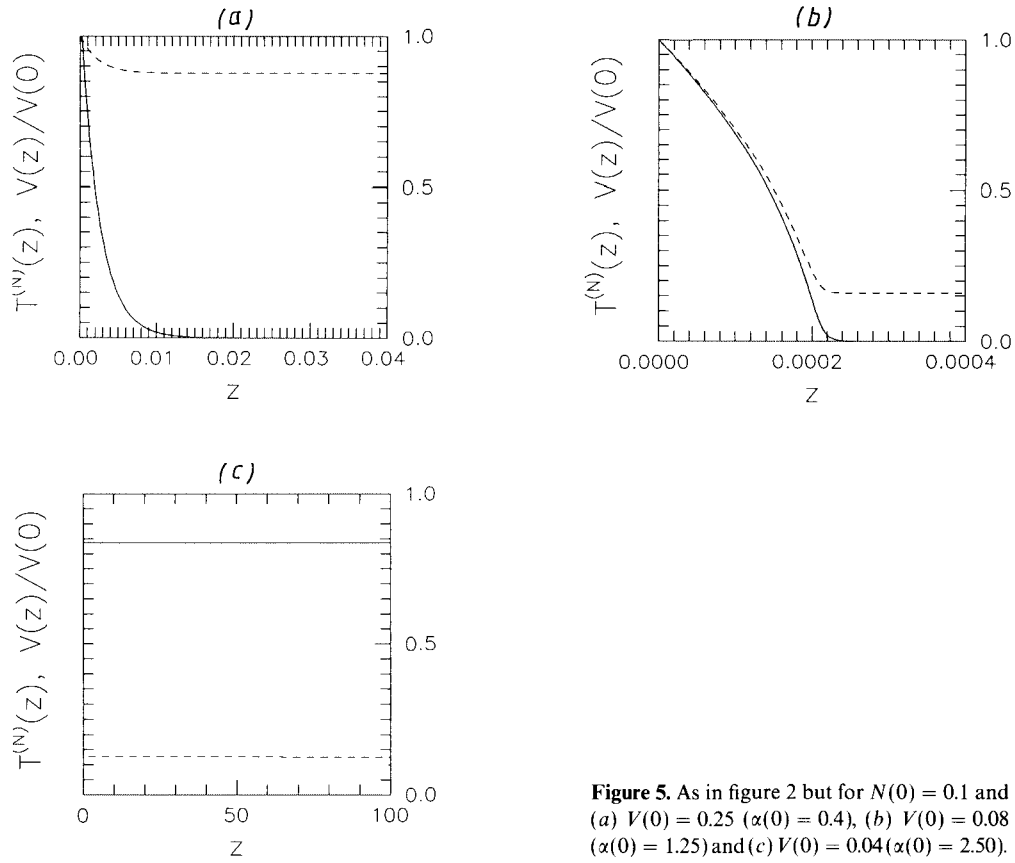 (a)
T(N)(z), V(z)/V(0)
1.0
0.5
0.0
0.00 0.01 0.02 0.03 0.04
z
(b)
T(N)(z), V(z)/V(0)
1.0
0.5
0.0
0.0000 0.0002 0.0004
z
(c)
T(N)(z), V(z)/V(0)
1.0
0.5
0.0
0 50 100
z
Figure 5. As in figure 2 but for N(0) = 0.1 and
(a) V(0) = 0.25 (α(0) = 0.4), (b) V(0) = 0.08
(α(0) = 1.25) and (c) V(0) = 0.04 (α(0) = 2.50).